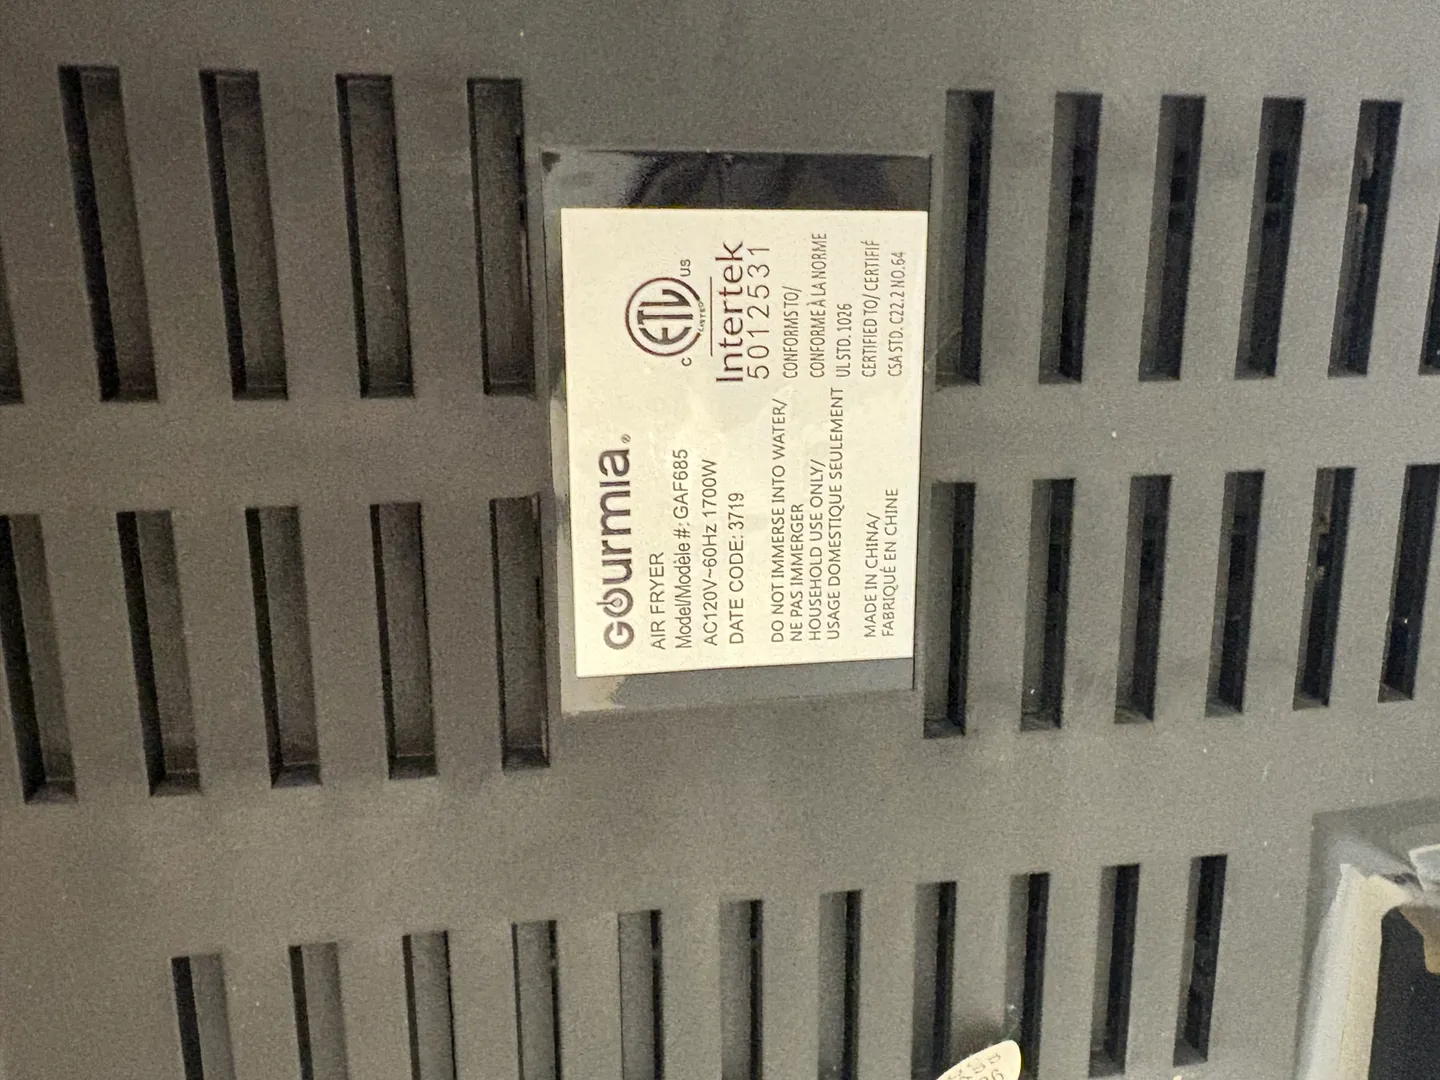 Gourmia®
AIR FRYER
Model/Modèle #: GAF685
AC120V~60Hz 1700W
DATE CODE: 3719
DO NOT IMMERSE INTO WATER/
NE PAS IMMERGER
HOUSEHOLD USE ONLY/
USAGE DOMESTIQUE SEULEMENT
MADE IN CHINA/
FABRIQUÉ EN CHINE
C ETL US
LISTED
Intertek
5012531
CONFORMS TO/
CONFORME À LA NORME
UL STD. 1026
CERTIFIED TO/CERTIFIÉ
CSA STD. C22.2 NO.64